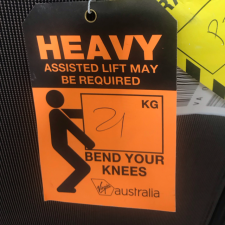 HEAVY
ASSISTED LIFT MAY
BE REQUIRED
KG
21
BEND YOUR
KNEES
Virgin australia